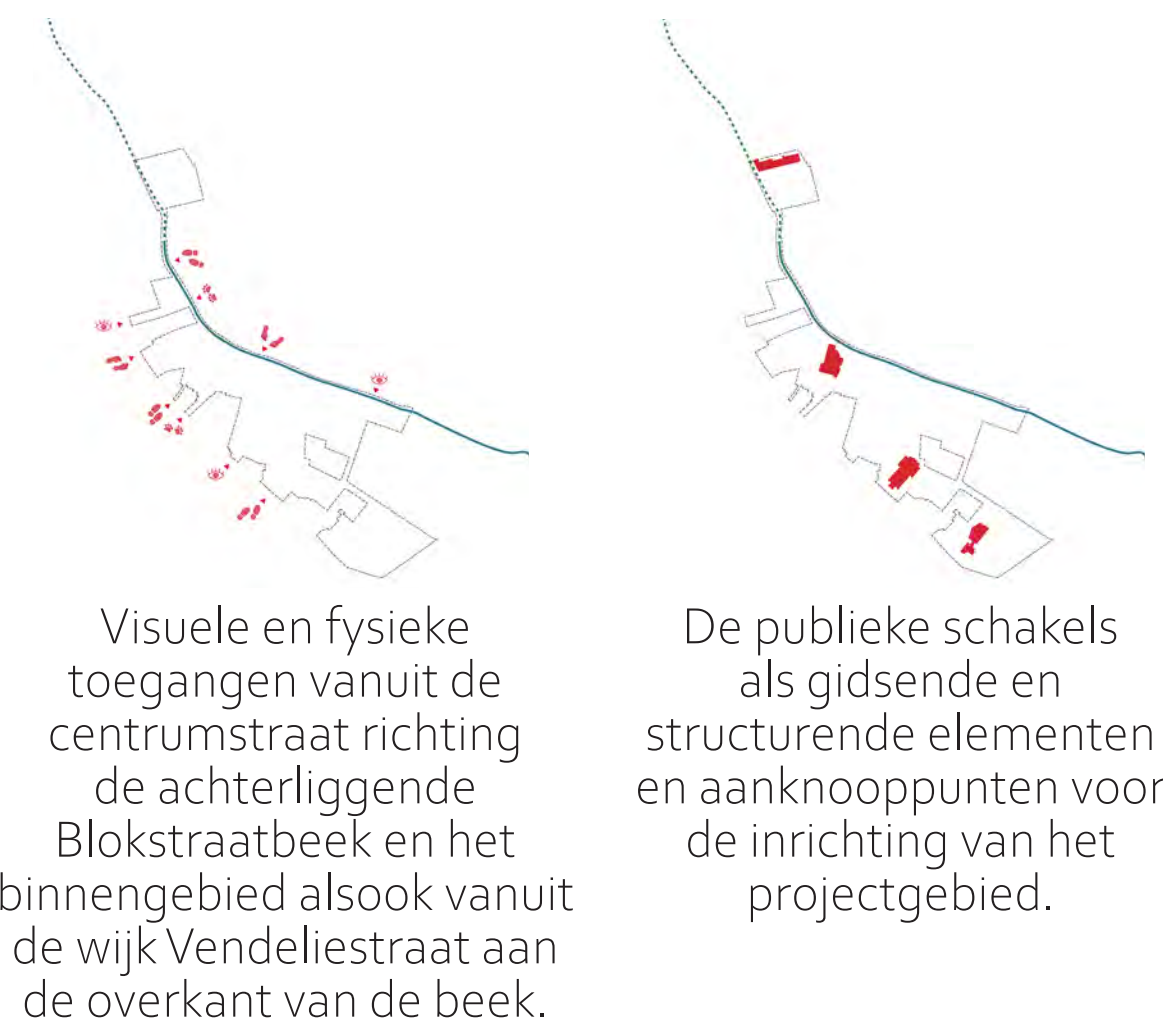 Visuele en fysieke
toegangen vanuit de
centrumstraat richting
de achterliggende
Blokstraatbeek en het
binnengebied alsook vanuit
de wijk Vendeliestraat aan
de overkant van de beek.
De publieke schakels
als gidsende en
structurende elementen
en aanknooppunten voor
de inrichting van het
projectgebied.